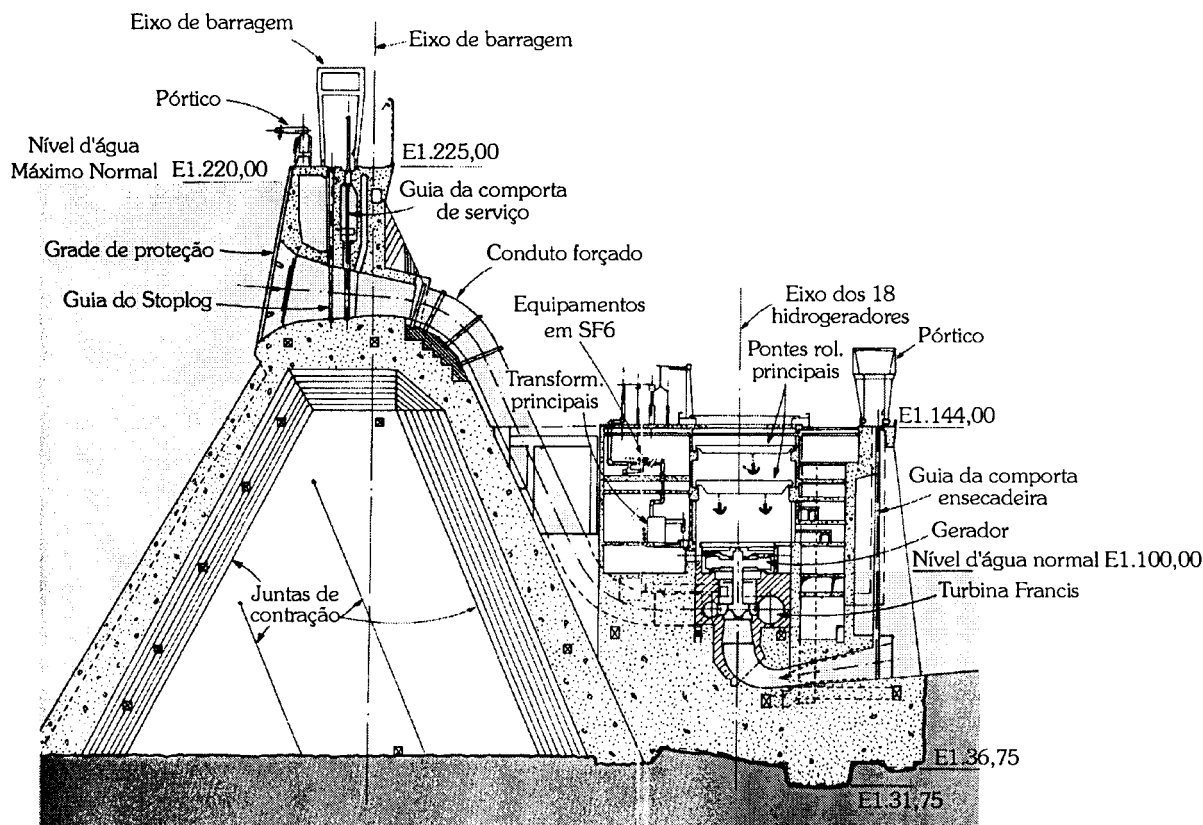 Eixo de barragem
Eixo de barragem
Pórtico
Nível d'água
Máximo Normal E1.220,00
E1.225,00
Guia da comporta
de serviço
Grade de proteção
Conduto forçado
Guia do Stoplog
Equipamentos
em SF6
Eixo dos 18
hidrogeradores
Pontes rol.
principais
Pórtico
Transform.
principais
E1.144,00
Guia da comporta
ensecadeira
Gerador
Nível d'água normal E1.100,00
Turbina Francis
Juntas de
contração
E1.36,75
E1.31,75